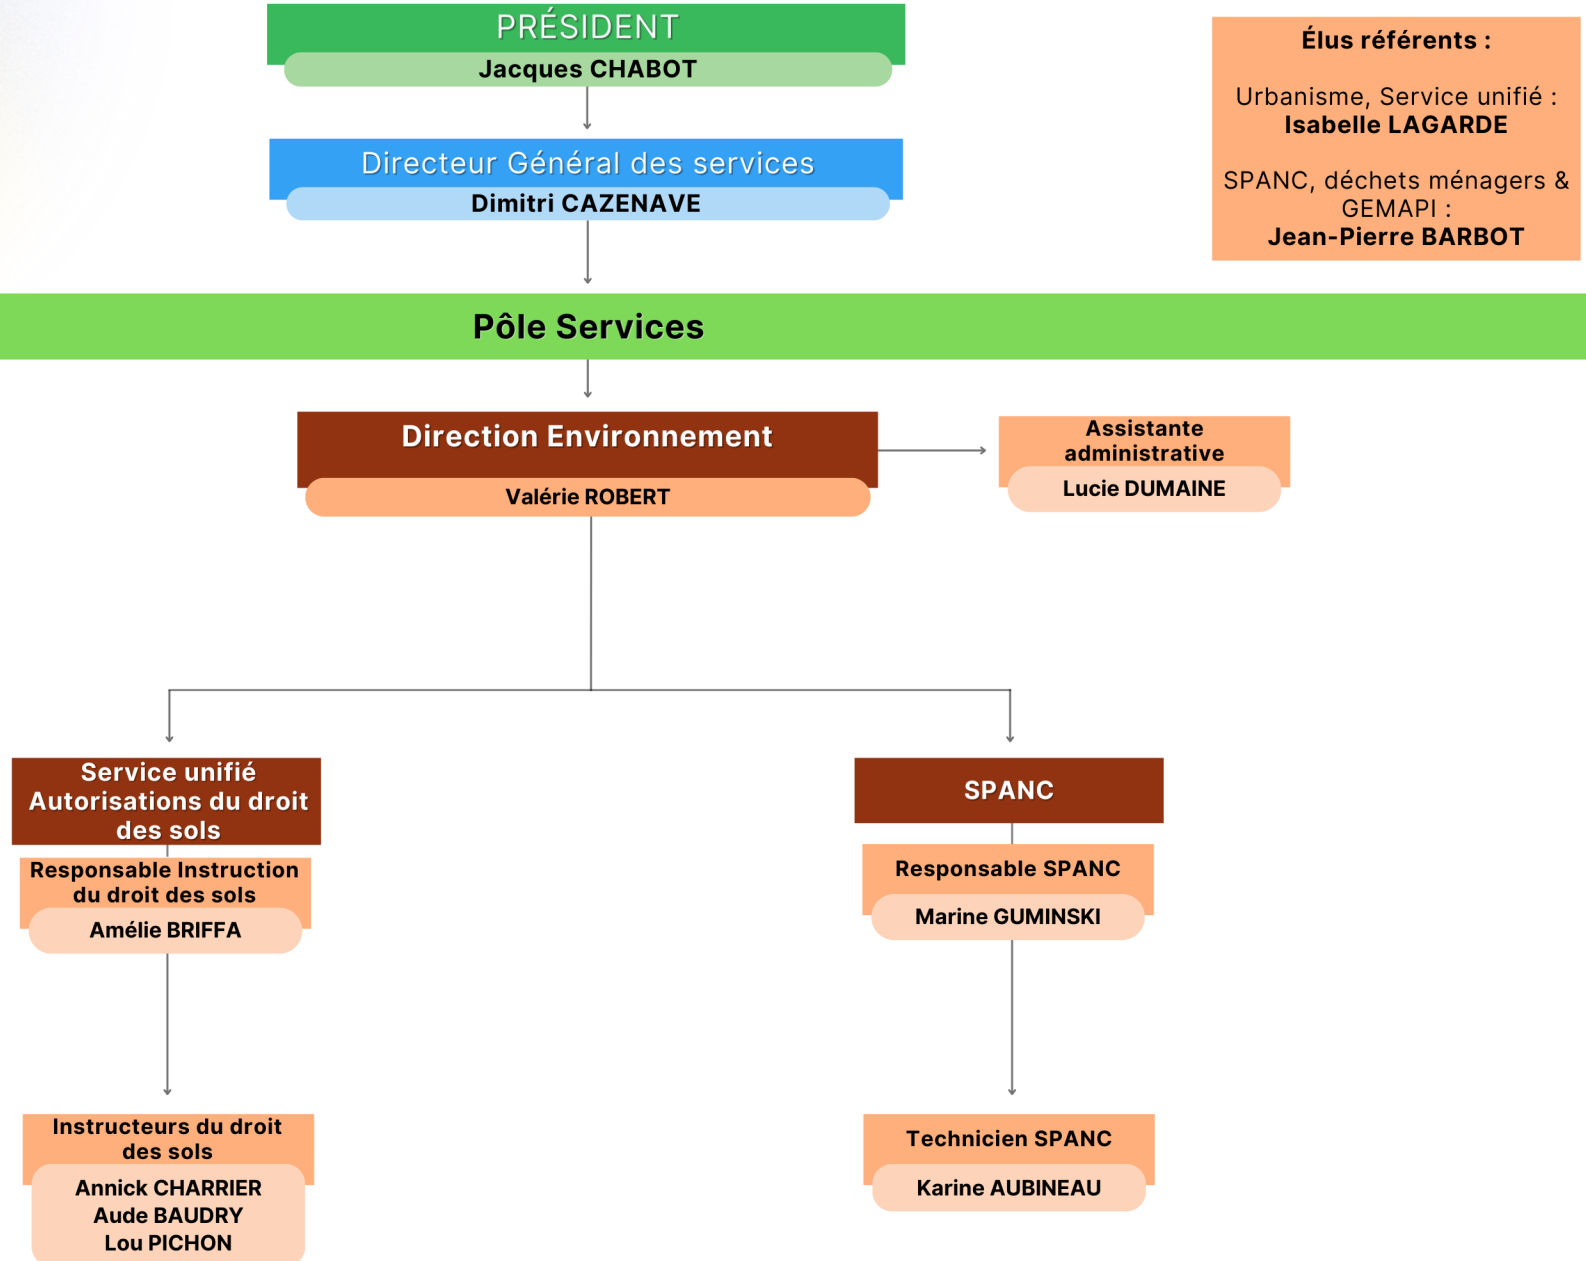 PRÉSIDENT
Jacques CHABOT
Directeur Général des services
Dimitri CAZENAVE
Élus référents :
Urbanisme, Service unifié :
Isabelle LAGARDE
SPANC, déchets ménagers &
GEMAPI :
Jean-Pierre BARBOT
Pôle Services
Direction Environnement
Valérie ROBERT
Assistante
administrative
Lucie DUMAINE
Service unifié
Autorisations du droit
des sols
Responsable Instruction
du droit des sols
Amélie BRIFFA
Instructeurs du droit
des sols
Annick CHARRIER
Aude BAUDRY
Lou PICHON
SPANC
Responsable SPANC
Marine GUMINSKI
Technicien SPANC
Karine AUBINEAU